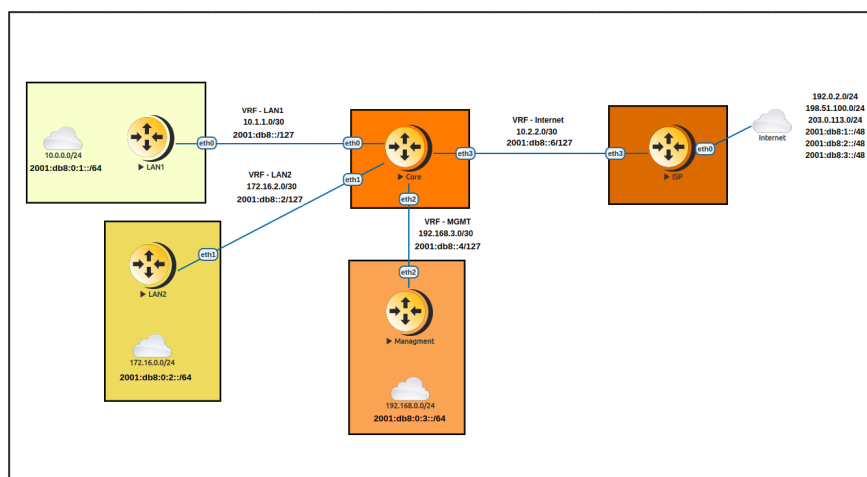 VRF - LAN1
10.1.1.0/30
2001:db8::/127
10.0.0.0/24
2001:db8:0:1::/64
LAN1
eth0
eth0
Core
eth3
VRF - Internet
10.2.2.0/30
2001:db8::6/127
eth3
ISP
eth0
Internet
192.0.2.0/24
198.51.100.0/24
203.0.113.0/24
2001:db8:1::/48
2001:db8:2::/48
2001:db8:3::/48
VRF - LAN2
172.16.2.0/30
2001:db8::2/127
eth1
eth2
eth1
LAN2
172.16.0.0/24
2001:db8:0:2::/64
VRF - MGMT
192.168.3.0/30
2001:db8::4/127
eth2
Managment
192.168.0.0/24
2001:db8:0:3::/64